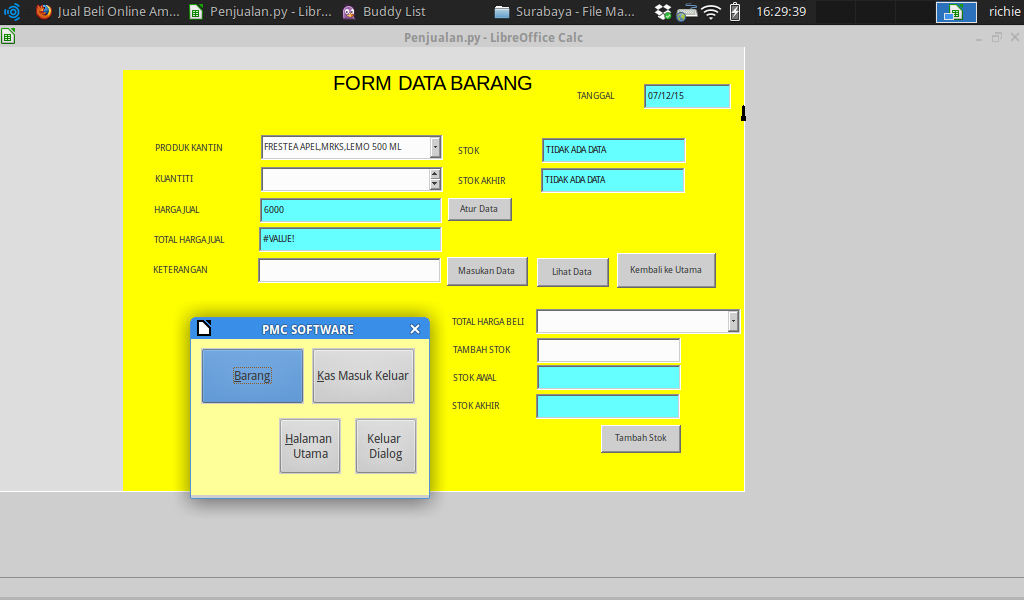 Jual Beli Online Am... Penjualan.py - Libr... Buddy List Surabaya - File Ma... 16:29:39 richie
Penjualan.py - LibreOffice Calc
FORM DATA BARANG
TANGGAL 07/12/15
PRODUK KANTIN FRESTEA APEL,MRKS,LEMO 500 ML STOK TIDAK ADA DATA
KUANTITI STOK AKHIR TIDAK ADA DATA
HARGA JUAL 6000 Atur Data
TOTAL HARGA JUAL #VALUE!
KETERANGAN Masukan Data Lihat Data Kembali ke Utama
TOTAL HARGA BELI
TAMBAH STOK
STOK AWAL
STOK AKHIR
Tambah Stok
PMC SOFTWARE
Barang Kas Masuk Keluar
Halaman
Utama
Keluar
Dialog